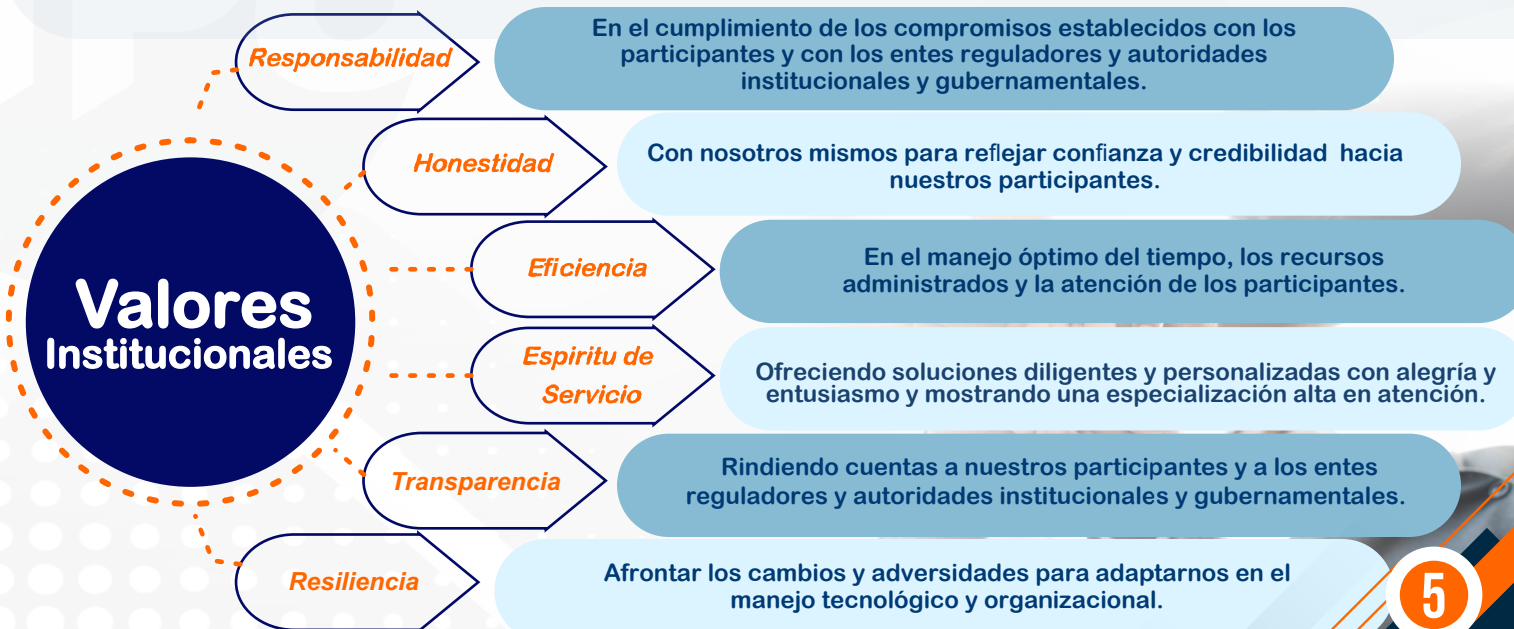 Valores
Institucionales
Responsabilidad
En el cumplimiento de los compromisos establecidos con los
participantes y con los entes reguladores y autoridades
institucionales y gubernamentales.
Honestidad
Con nosotros mismos para reflejar confianza y credibilidad hacia
nuestros participantes.
Eficiencia
En el manejo óptimo del tiempo, los recursos
administrados y la atención de los participantes.
Espiritu de
Servicio
Ofreciendo soluciones diligentes y personalizadas con alegría y
entusiasmo y mostrando una especialización alta en atención.
Transparencia
Rindiendo cuentas a nuestros participantes y a los entes
reguladores y autoridades institucionales y gubernamentales.
Resiliencia
Afrontar los cambios y adversidades para adaptarnos en el
manejo tecnológico y organizacional.
5